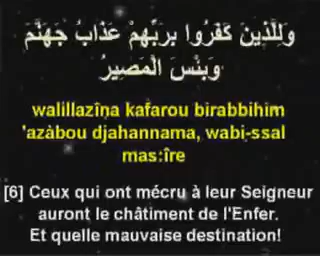 وَلِلَّذِينَ كَفَرُوا بِرَبِّهِمْ عَذَابُ جَهَنَّمَ
وَبِئْسَ الْمَصِيرُ
walillazîna kafarou birabbihim
'azàbou djahannama, wabi-ssal
mas:îre
[6] Ceux qui ont mécru à leur Seigneur
auront le châtiment de l'Enfer.
Et quelle mauvaise destination!